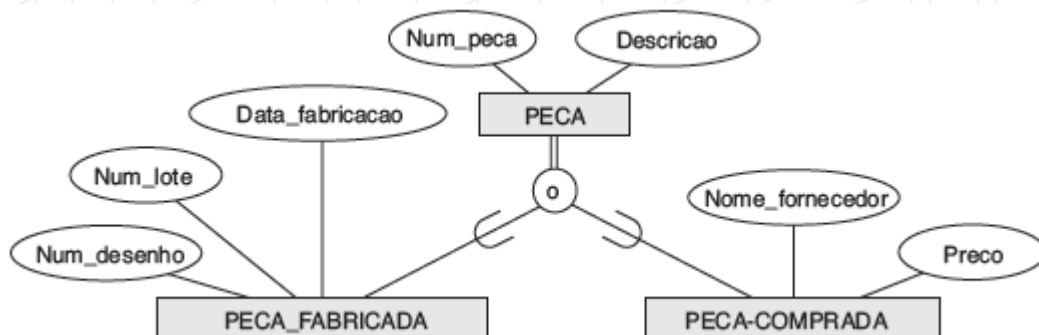 Num_peca
Descricao
Data_fabricacao
PECA
Num_lote
o
Nome_fornecedor
Num_desenho
Preco
PECA_FABRICADA
PECA-COMPRADA